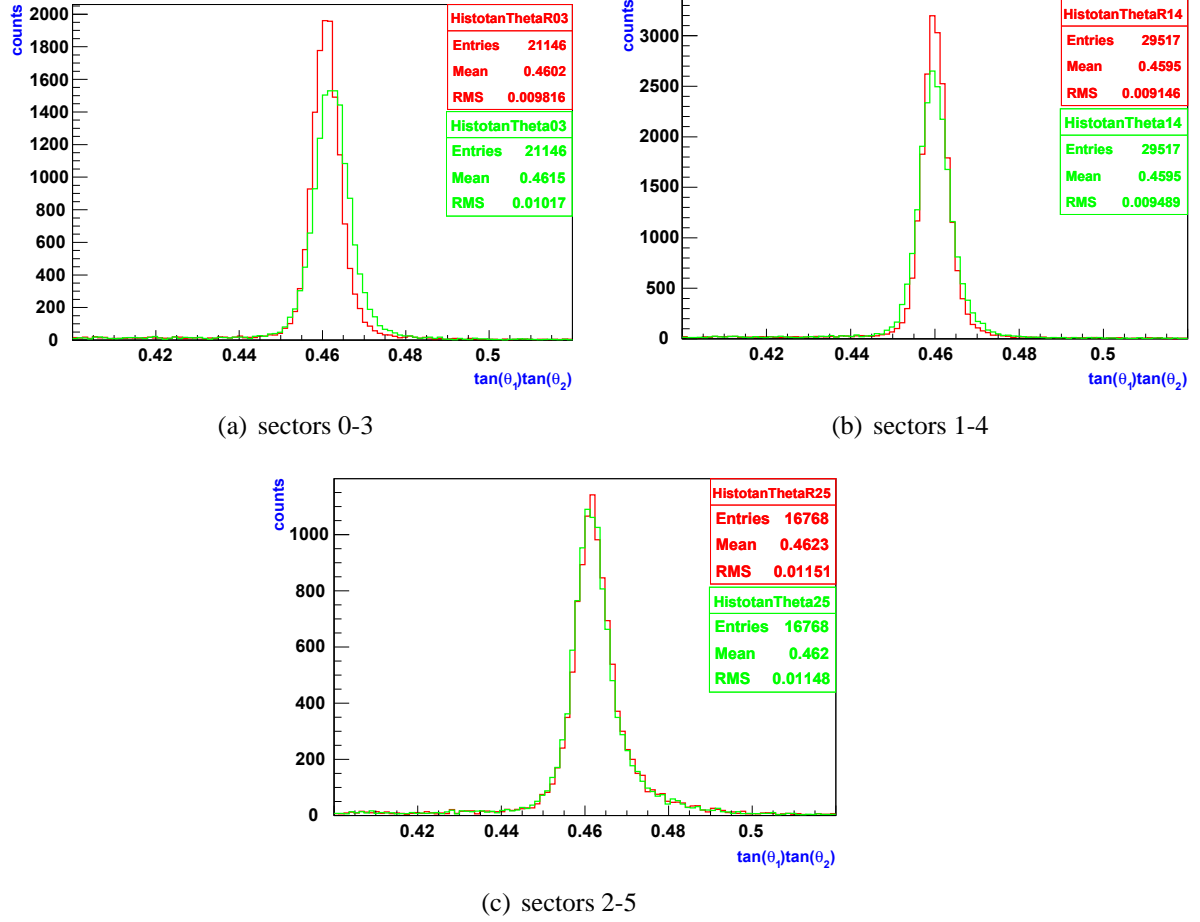 counts
2000
1800
1600
1400
1200
1000
800
600
400
200
0
0.42
0.44
0.46
0.48
0.5
tan(θ1)tan(θ2)
HistotanThetaR03
Entries 21146
Mean 0.4602
RMS 0.009816
HistotanTheta03
Entries 21146
Mean 0.4615
RMS 0.01017
(a) sectors 0-3
counts
3000
2500
2000
1500
1000
500
0
0.42
0.44
0.46
0.48
0.5
tan(θ1)tan(θ2)
HistotanThetaR14
Entries 29517
Mean 0.4595
RMS 0.009146
HistotanTheta14
Entries 29517
Mean 0.4595
RMS 0.009489
(b) sectors 1-4
counts
1000
800
600
400
200
0
0.42
0.44
0.46
0.48
0.5
tan(θ1)tan(θ2)
HistotanThetaR25
Entries 16768
Mean 0.4623
RMS 0.01151
HistotanTheta25
Entries 16768
Mean 0.462
RMS 0.01148
(c) sectors 2-5